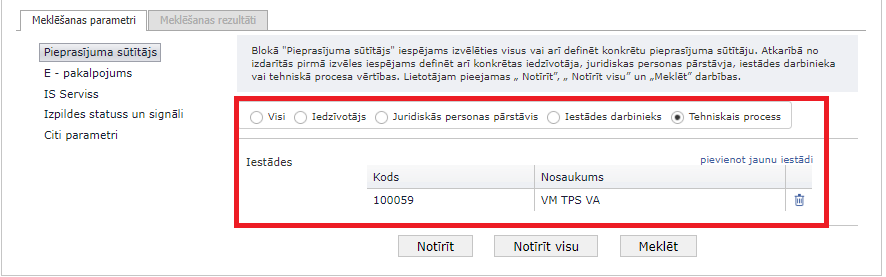 Meklēšanas parametri
Meklēšanas rezultāti
Pieprasījuma sūtītājs
E - pakalpojums
IS Serviss
Izpildes statuss un signāli
Citi parametri
Blokā "Pieprasījuma sūtītājs" iespējams izvēlēties visus vai arī definēt konkrētu pieprasījuma sūtītāju. Atkarībā no
izdarītās pirmā izvēles iespējams definēt arī konkrētas iedzīvotāja, juridiskas personas pārstāvja, iestādes darbinieka
vai tehniskā procesa vērtības. Lietotājam pieejamas „ Notīrīt”, „ Notīrīt visu” un „Meklēt” darbības.
Visi
Iedzīvotājs
Juridiskās personas pārstāvis
Iestādes darbinieks
Tehniskais process
pievienot jaunu iestādi
Iestādes
Kods
Nosaukums
100059
VM TPS VA
Notīrīt
Notīrīt visu
Meklēt